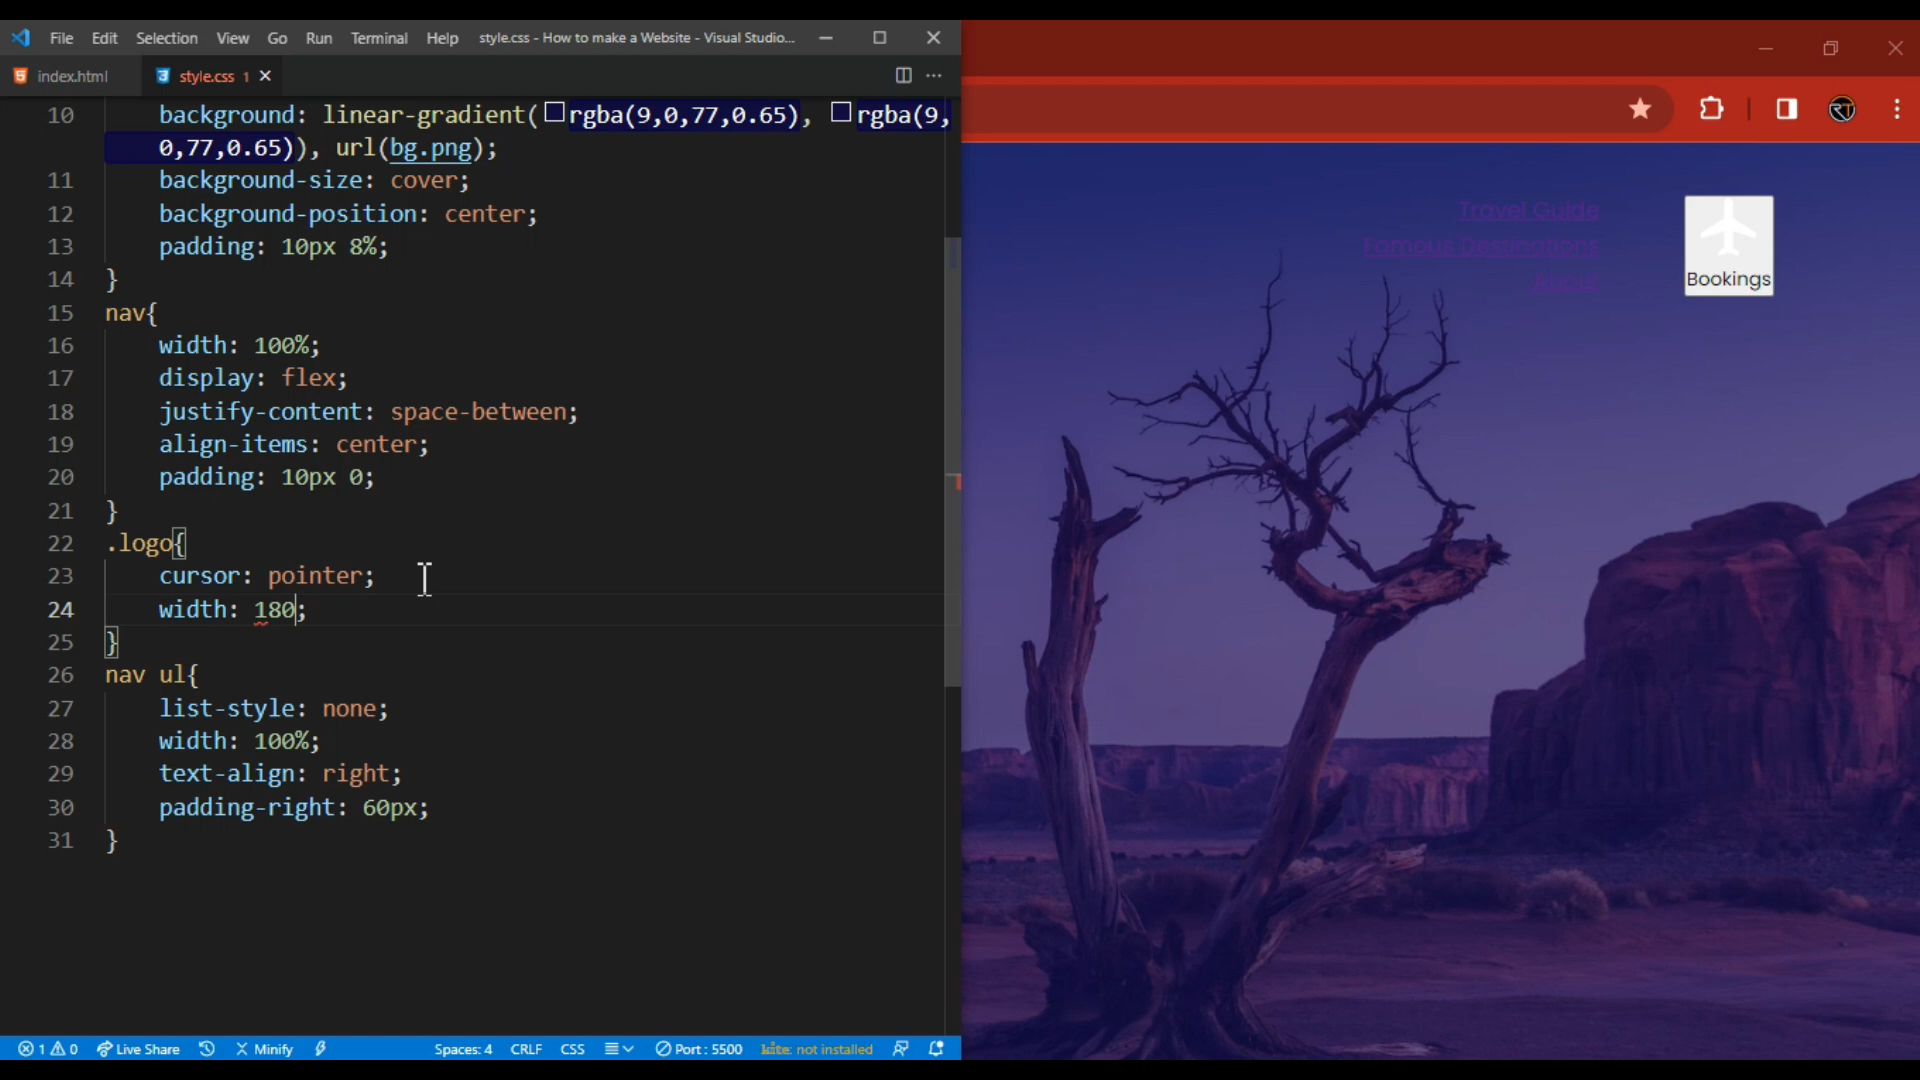 File Edit Selection View Go Run Terminal Help style.css - How to make a Website - Visual Studio...
index.html style.css 1
10 background: linear-gradient(rgba(9,0,77,0.65), rgba(9,
0,77,0.65)), url(bg.png);
11 background-size: cover;
12 background-position: center;
13 padding: 10px 8%;
14 }
15 nav{
16 width: 100%;
17 display: flex;
18 justify-content: space-between;
19 align-items: center;
20 padding: 10px 0;
21 }
22 .logo{
23 cursor: pointer;
24 width: 180;
25 }
26 nav ul{
27 list-style: none;
28 width: 100%;
29 text-align: right;
30 padding-right: 60px;
31 }
1 0 Live Share Minify Spaces: 4 CRLF CSS Port : 5500 kite: not installed
RT
Travel Guide
Famous Destinations
About
Bookings